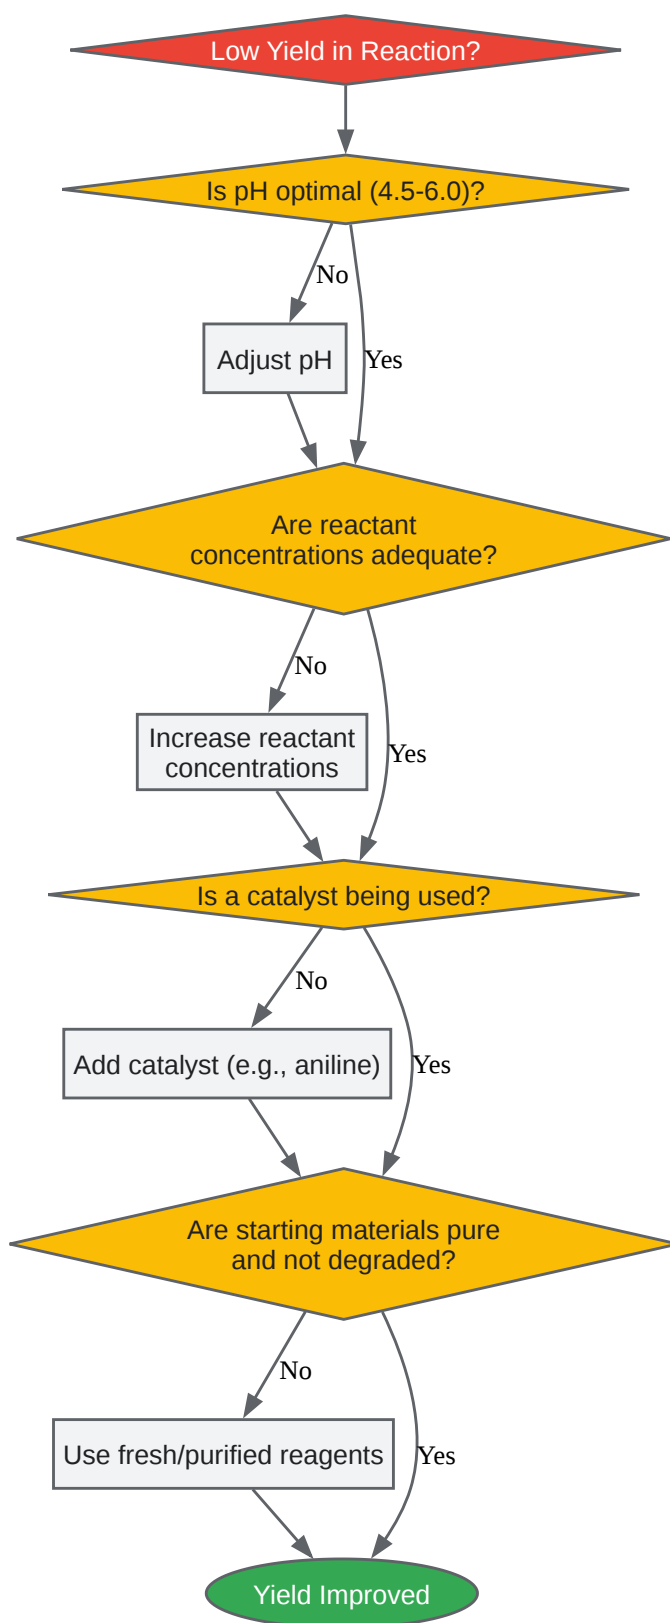 Low Yield in Reaction?
Is pH optimal (4.5-6.0)?
No
Adjust pH
Yes
Are reactant
concentrations adequate?
No
Increase reactant
concentrations
Yes
Is a catalyst being used?
No
Add catalyst (e.g., aniline)
Yes
Are starting materials pure
and not degraded?
No
Use fresh/purified reagents
Yes
Yield Improved